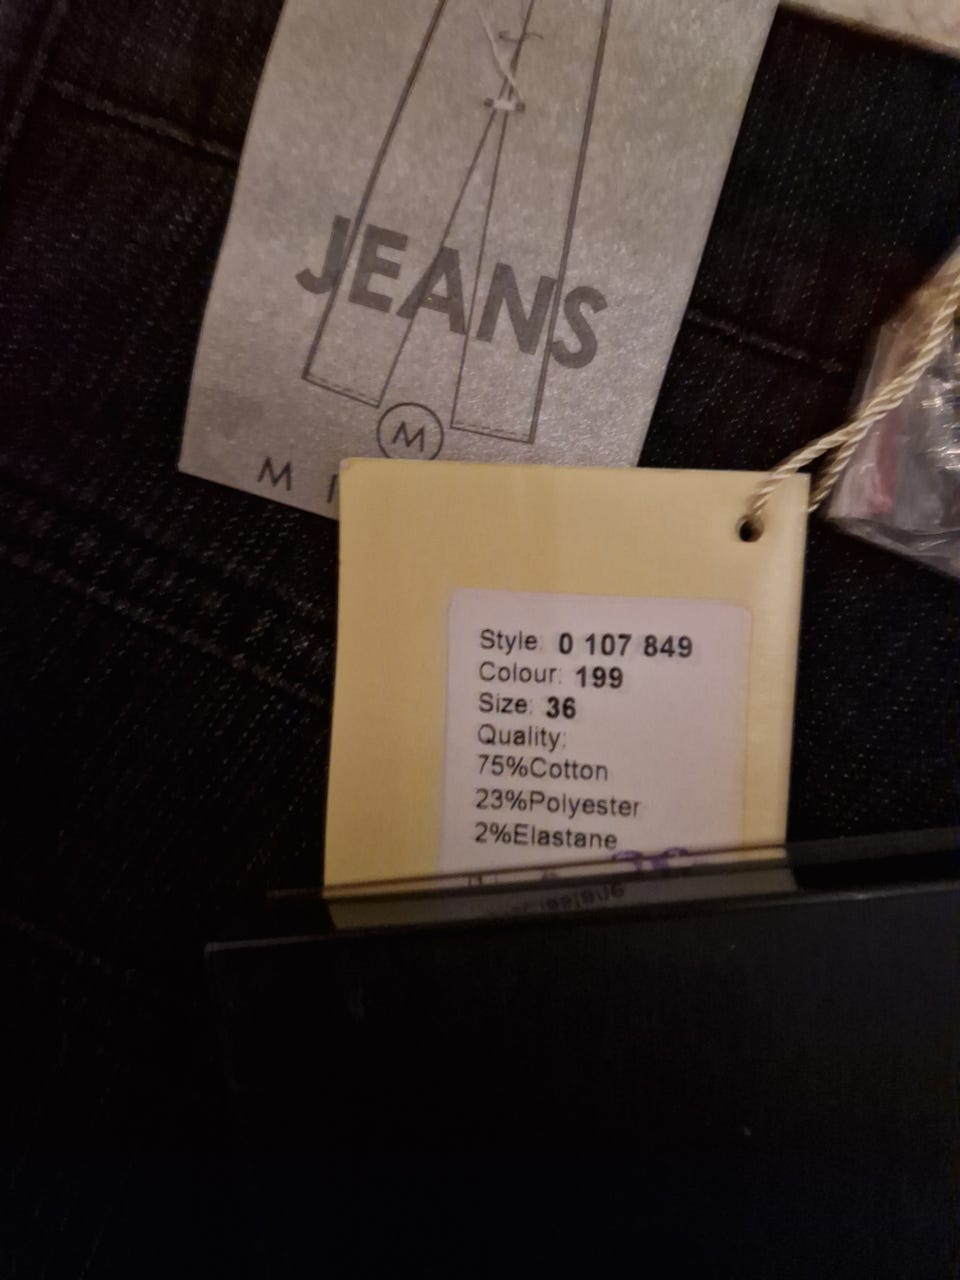 JEANS
M
M
Style: 0 107 849
Colour: 199
Size: 36
Quality:
75%Cotton
23%Polyester
2%Elastane